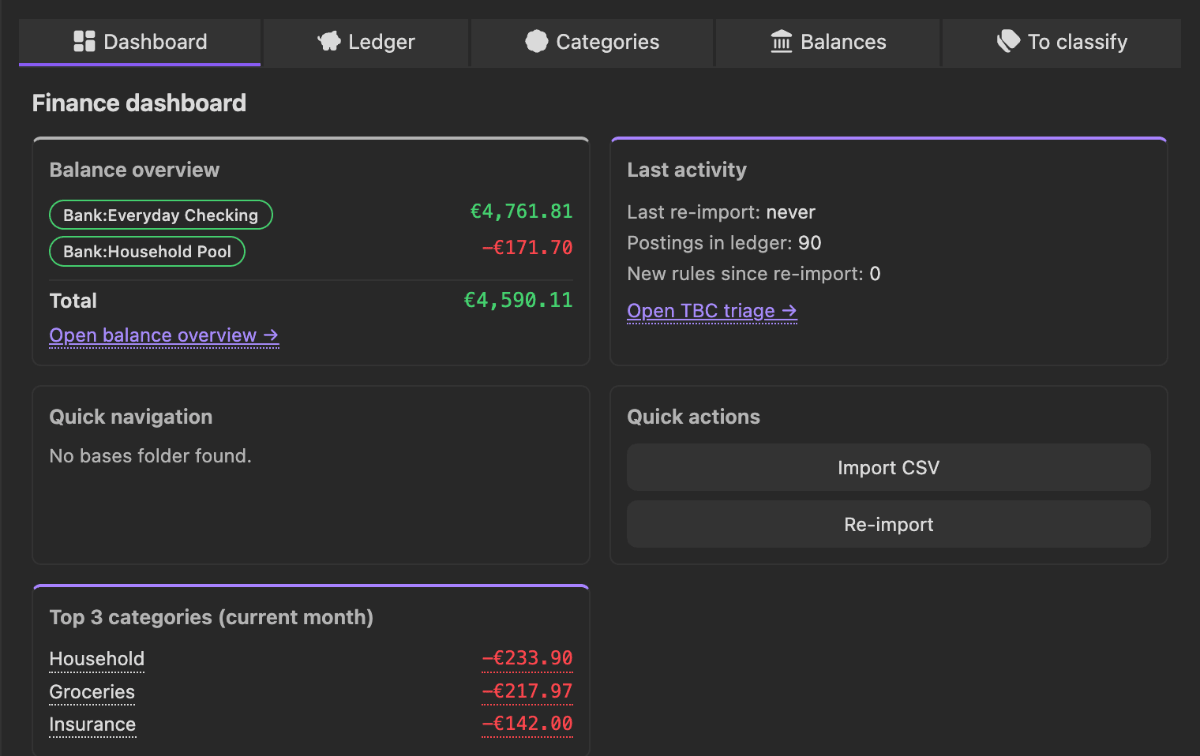 Dashboard
Ledger
Categories
Balances
To classify
Finance dashboard
Balance overview
Bank:Everyday Checking €4,761.81
Bank:Household Pool −€171.70
Total €4,590.11
Open balance overview →
Last activity
Last re-import: never
Postings in ledger: 90
New rules since re-import: 0
Open TBC triage →
Quick navigation
No bases folder found.
Quick actions
Import CSV
Re-import
Top 3 categories (current month)
Household −€233.90
Groceries −€217.97
Insurance −€142.00